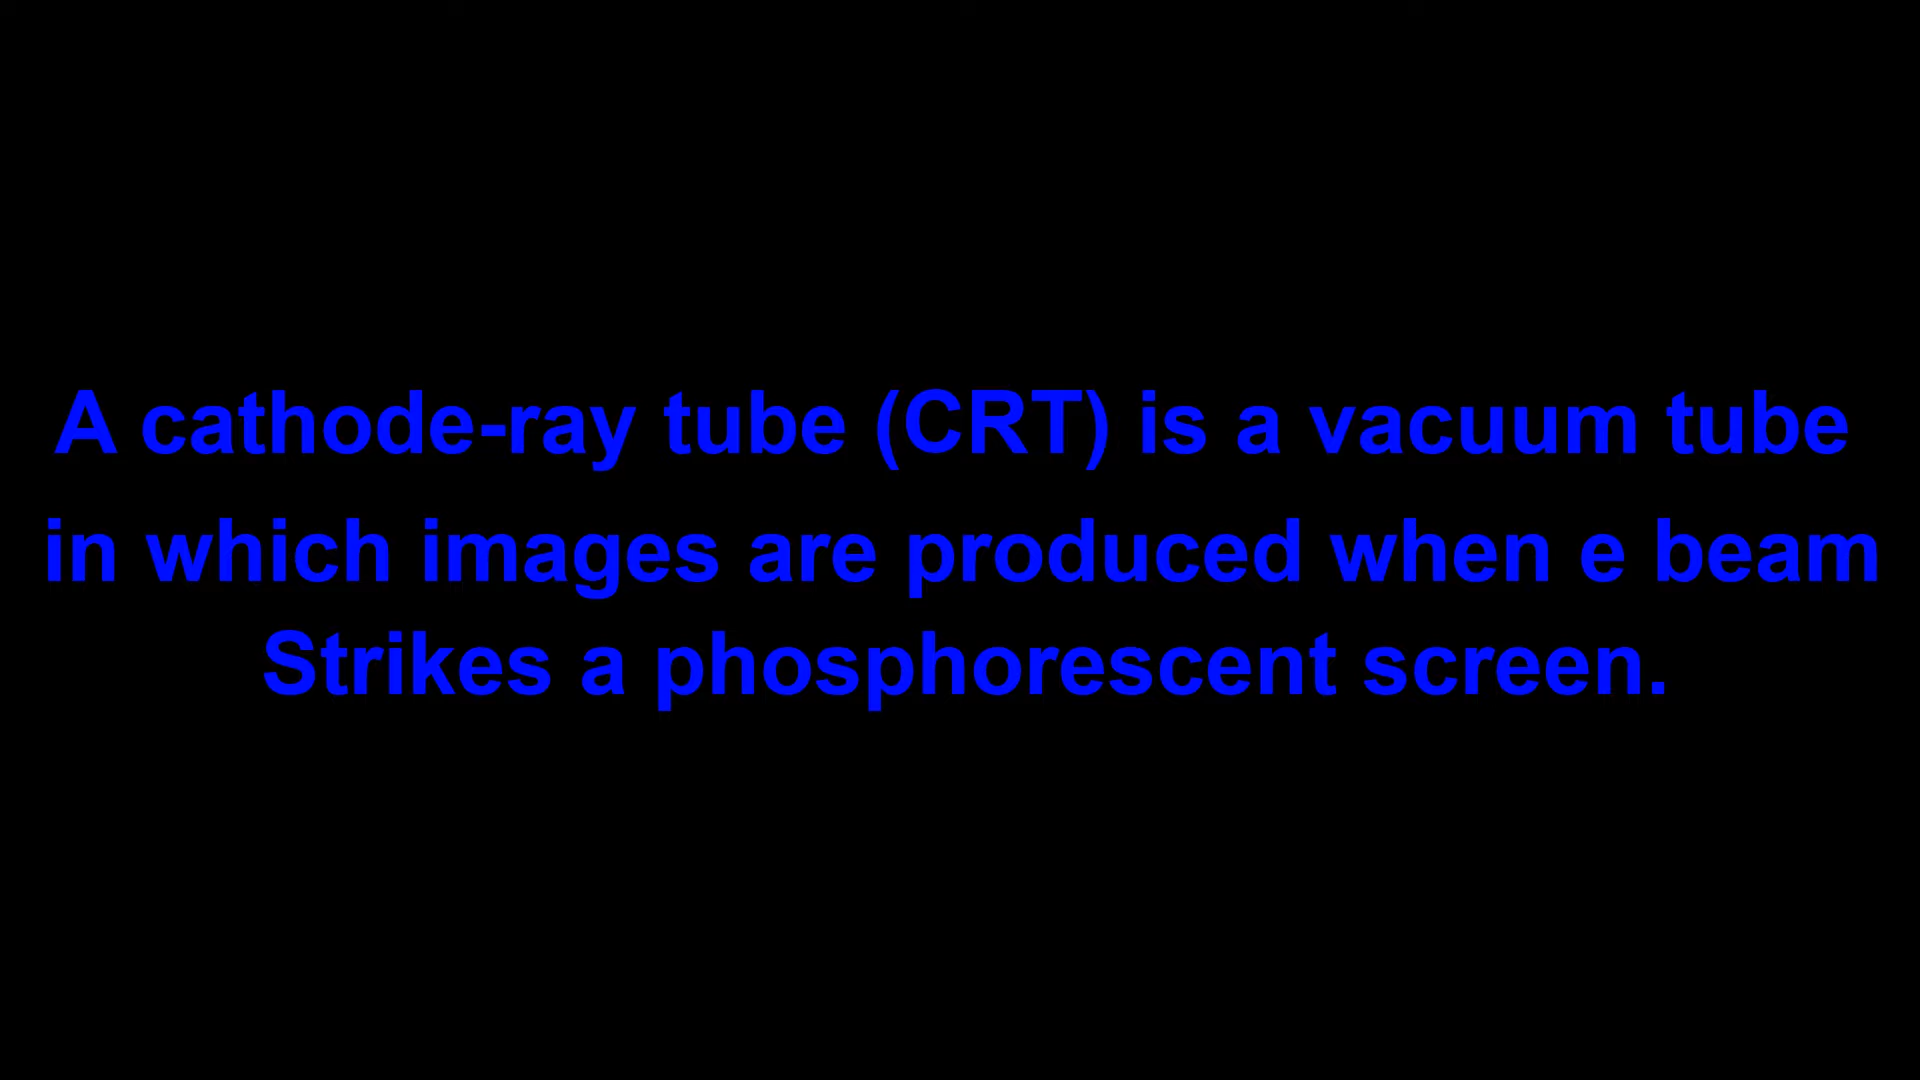 A cathode-ray tube (CRT) is a vacuum tube
in which images are produced when e beam
Strikes a phosphorescent screen.